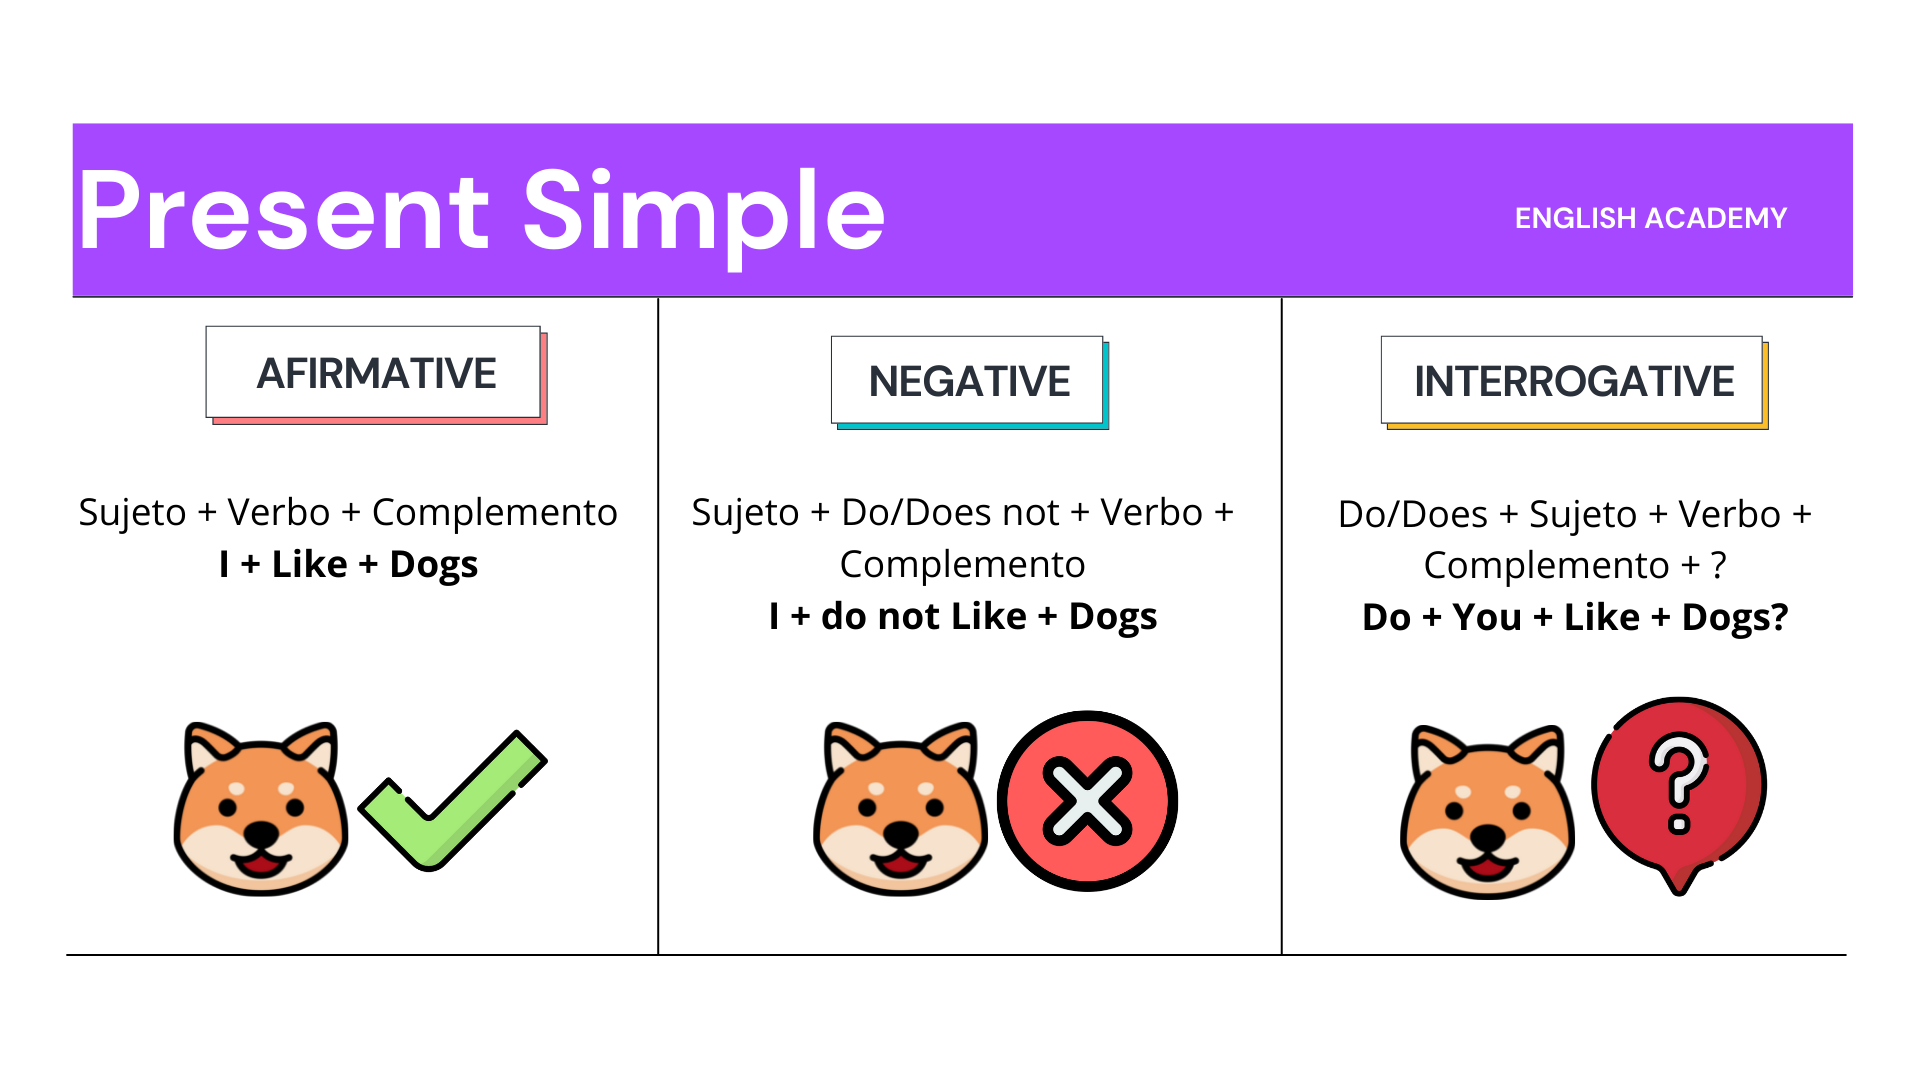 Present Simple
ENGLISH ACADEMY
AFIRMATIVE
Sujeto + Verbo + Complemento
I + Like + Dogs
NEGATIVE
Sujeto + Do/Does not + Verbo +
Complemento
I + do not Like + Dogs
INTERROGATIVE
Do/Does + Sujeto + Verbo +
Complemento + ?
Do + You + Like + Dogs?
?